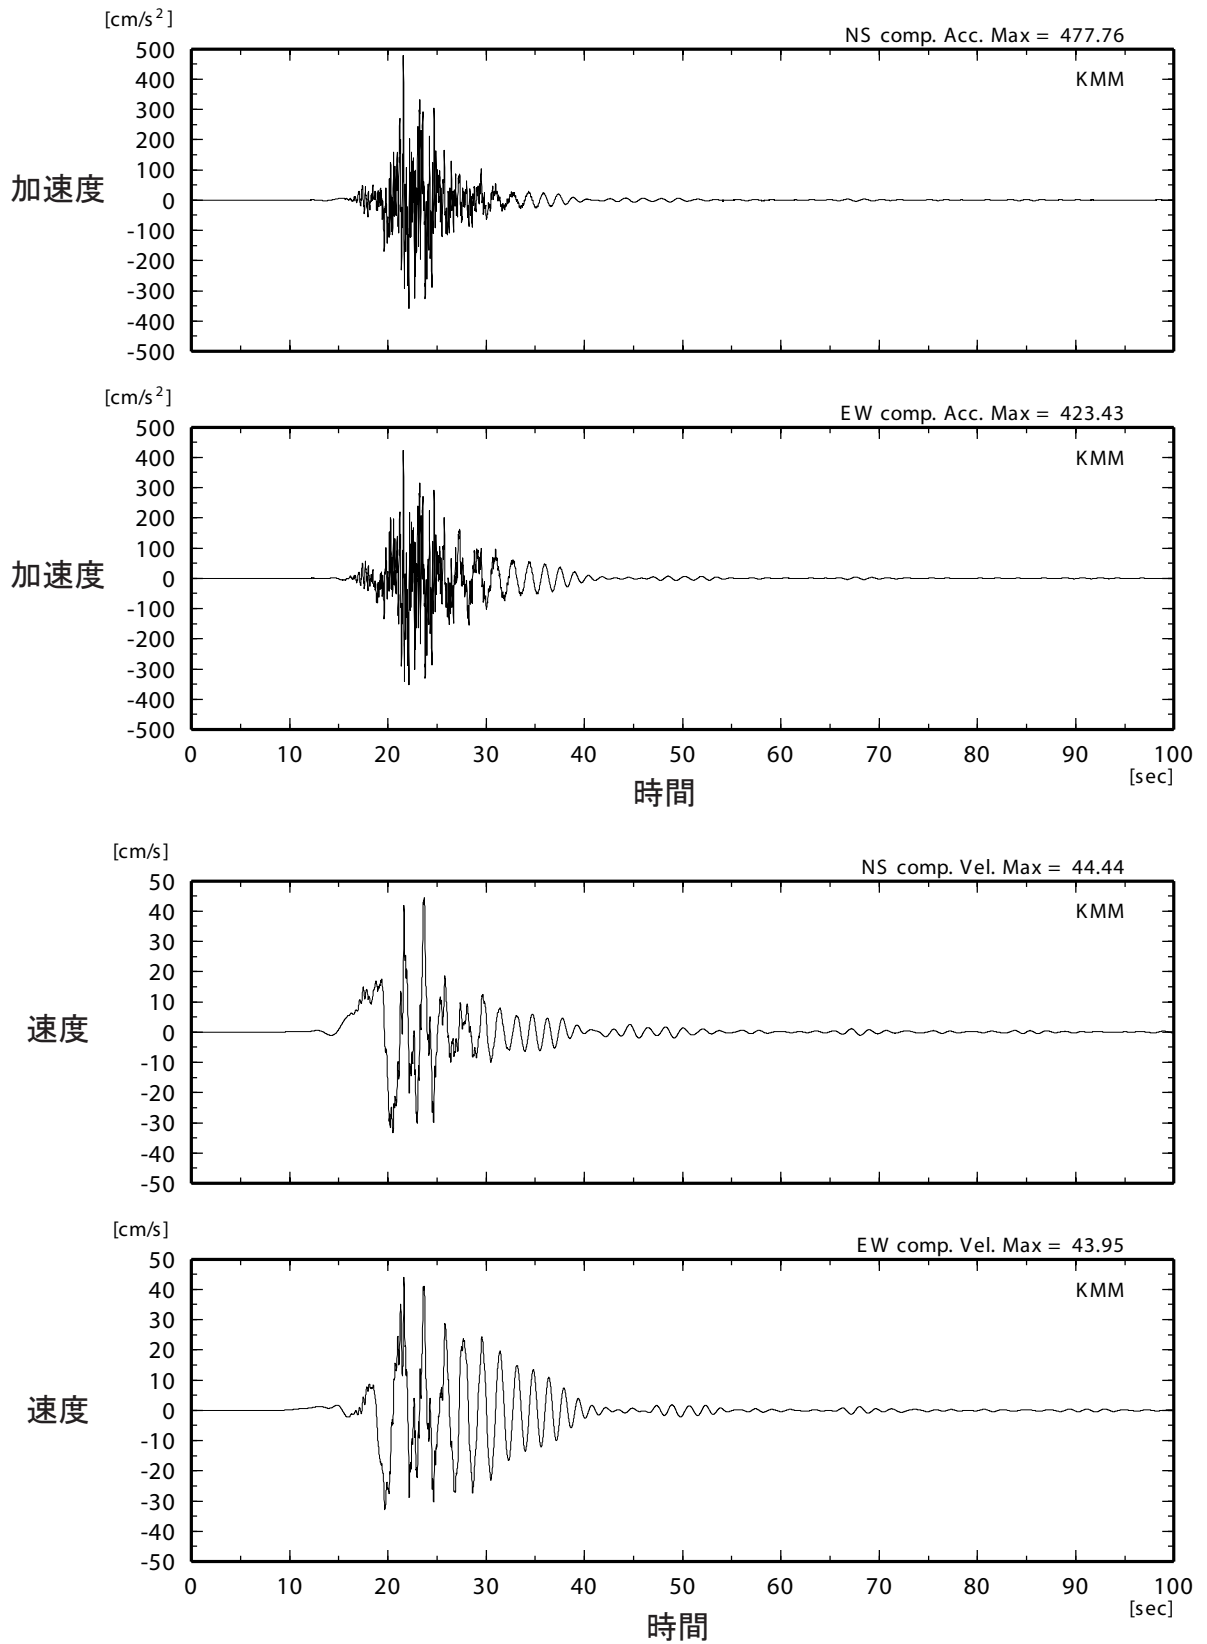 [cm/s²]
NS comp. Acc. Max = 477.76
KMM
500
400
300
200
100
0
-100
-200
-300
-400
-500
加速度
[cm/s²]
EW comp. Acc. Max = 423.43
KMM
500
400
300
200
100
0
-100
-200
-300
-400
-500
加速度
0 10 20 30 40 50 60 70 80 90 100
[sec]
時間
[cm/s]
NS comp. Vel. Max = 44.44
KMM
50
40
30
20
10
0
-10
-20
-30
-40
-50
速度
[cm/s]
EW comp. Vel. Max = 43.95
KMM
50
40
30
20
10
0
-10
-20
-30
-40
-50
速度
0 10 20 30 40 50 60 70 80 90 100
[sec]
時間